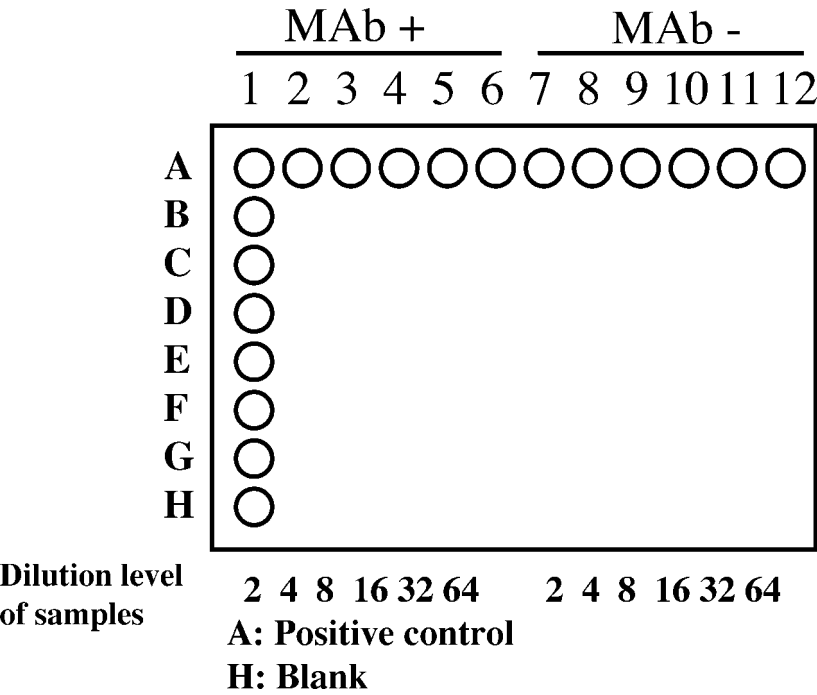 MAb + MAb -
1 2 3 4 5 6 7 8 9 10 11 12
A
B
C
D
E
F
G
H
Dilution level
of samples
2 4 8 16 32 64 2 4 8 16 32 64
A: Positive control
H: Blank